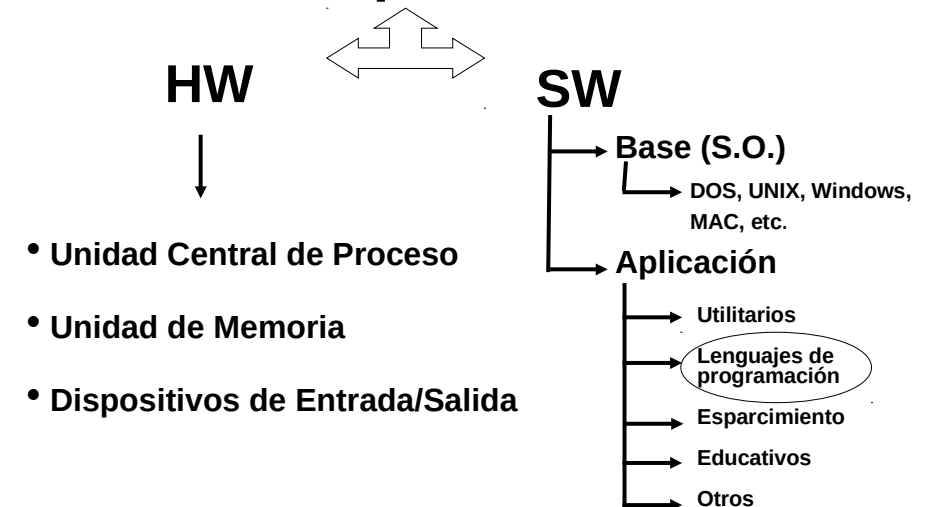 HW
• Unidad Central de Proceso
• Unidad de Memoria
• Dispositivos de Entrada/Salida
SW
Base (S.O.)
DOS, UNIX, Windows,
MAC, etc.
Aplicación
Utilitarios
Lenguajes de
programación
Esparcimiento
Educativos
Otros